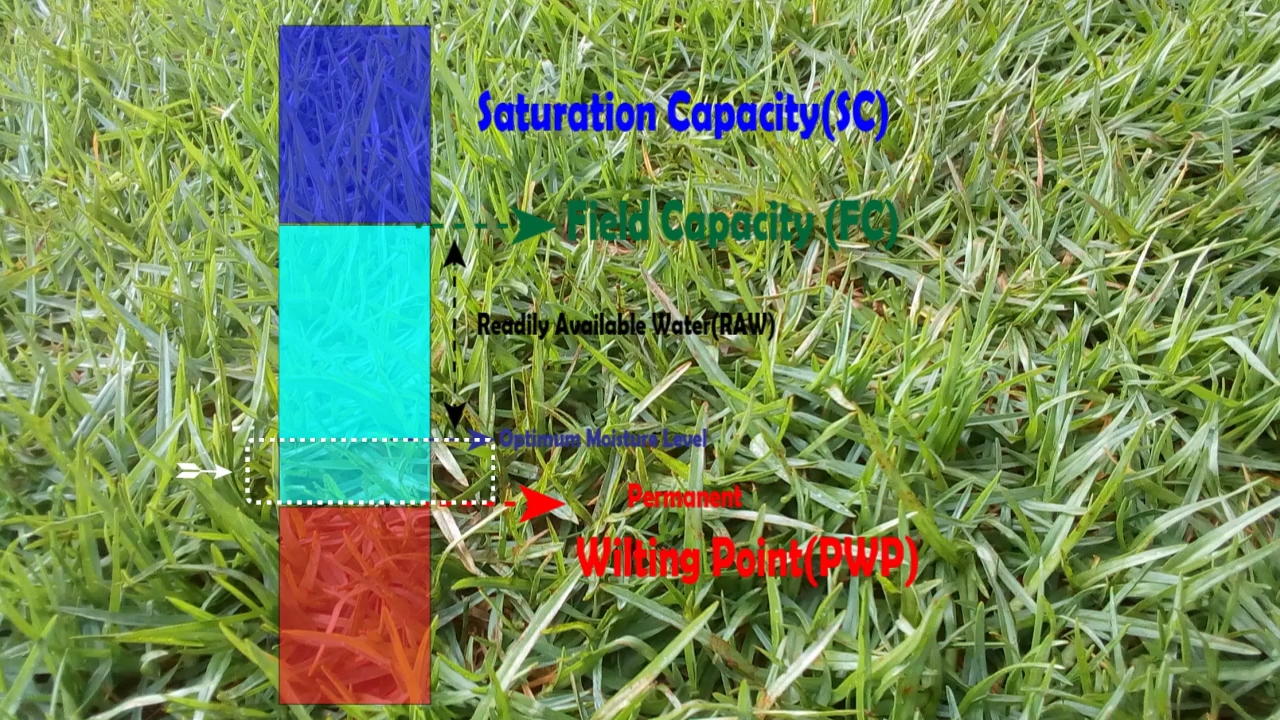 Saturation Capacity(SC)
Field Capacity (FC)
Readily Available Water(RAW)
Optimum Moisture Level
Permanent
Wilting Point(PWP)